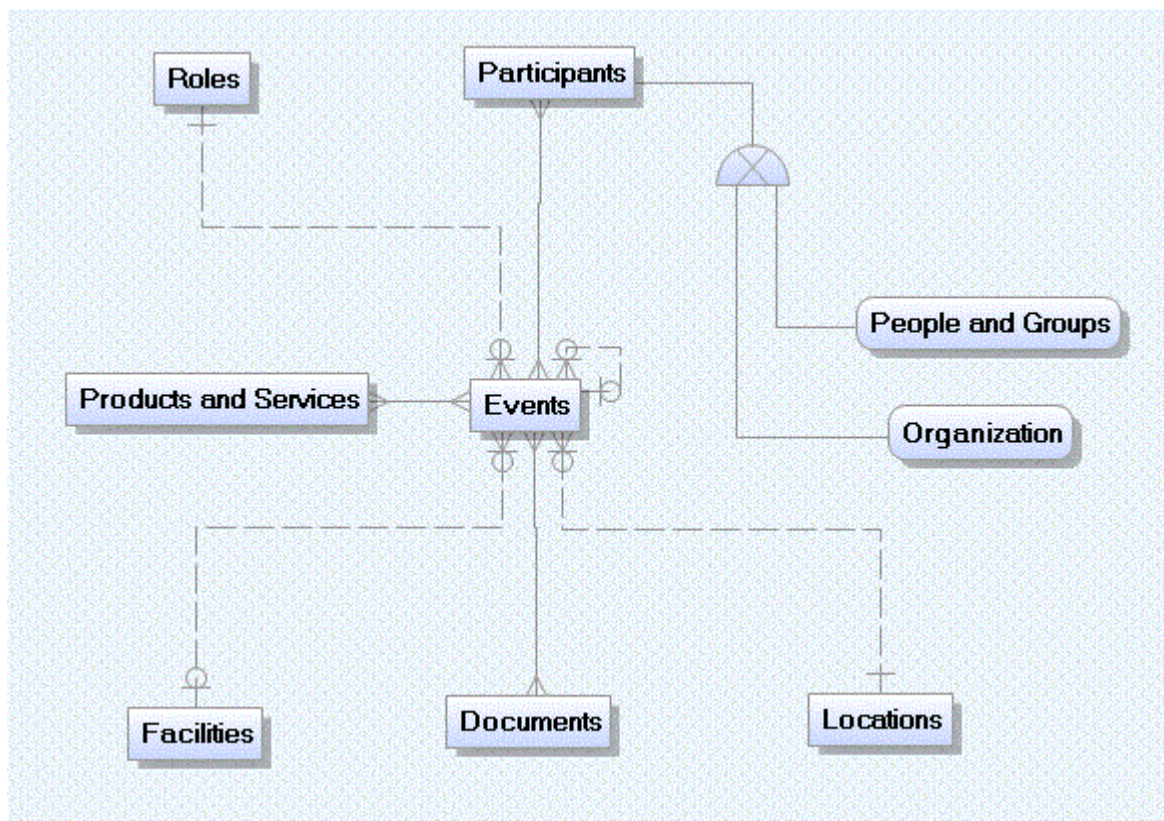 Roles
Participants
People and Groups
Products and Services
Events
Organization
Facilities
Documents
Locations